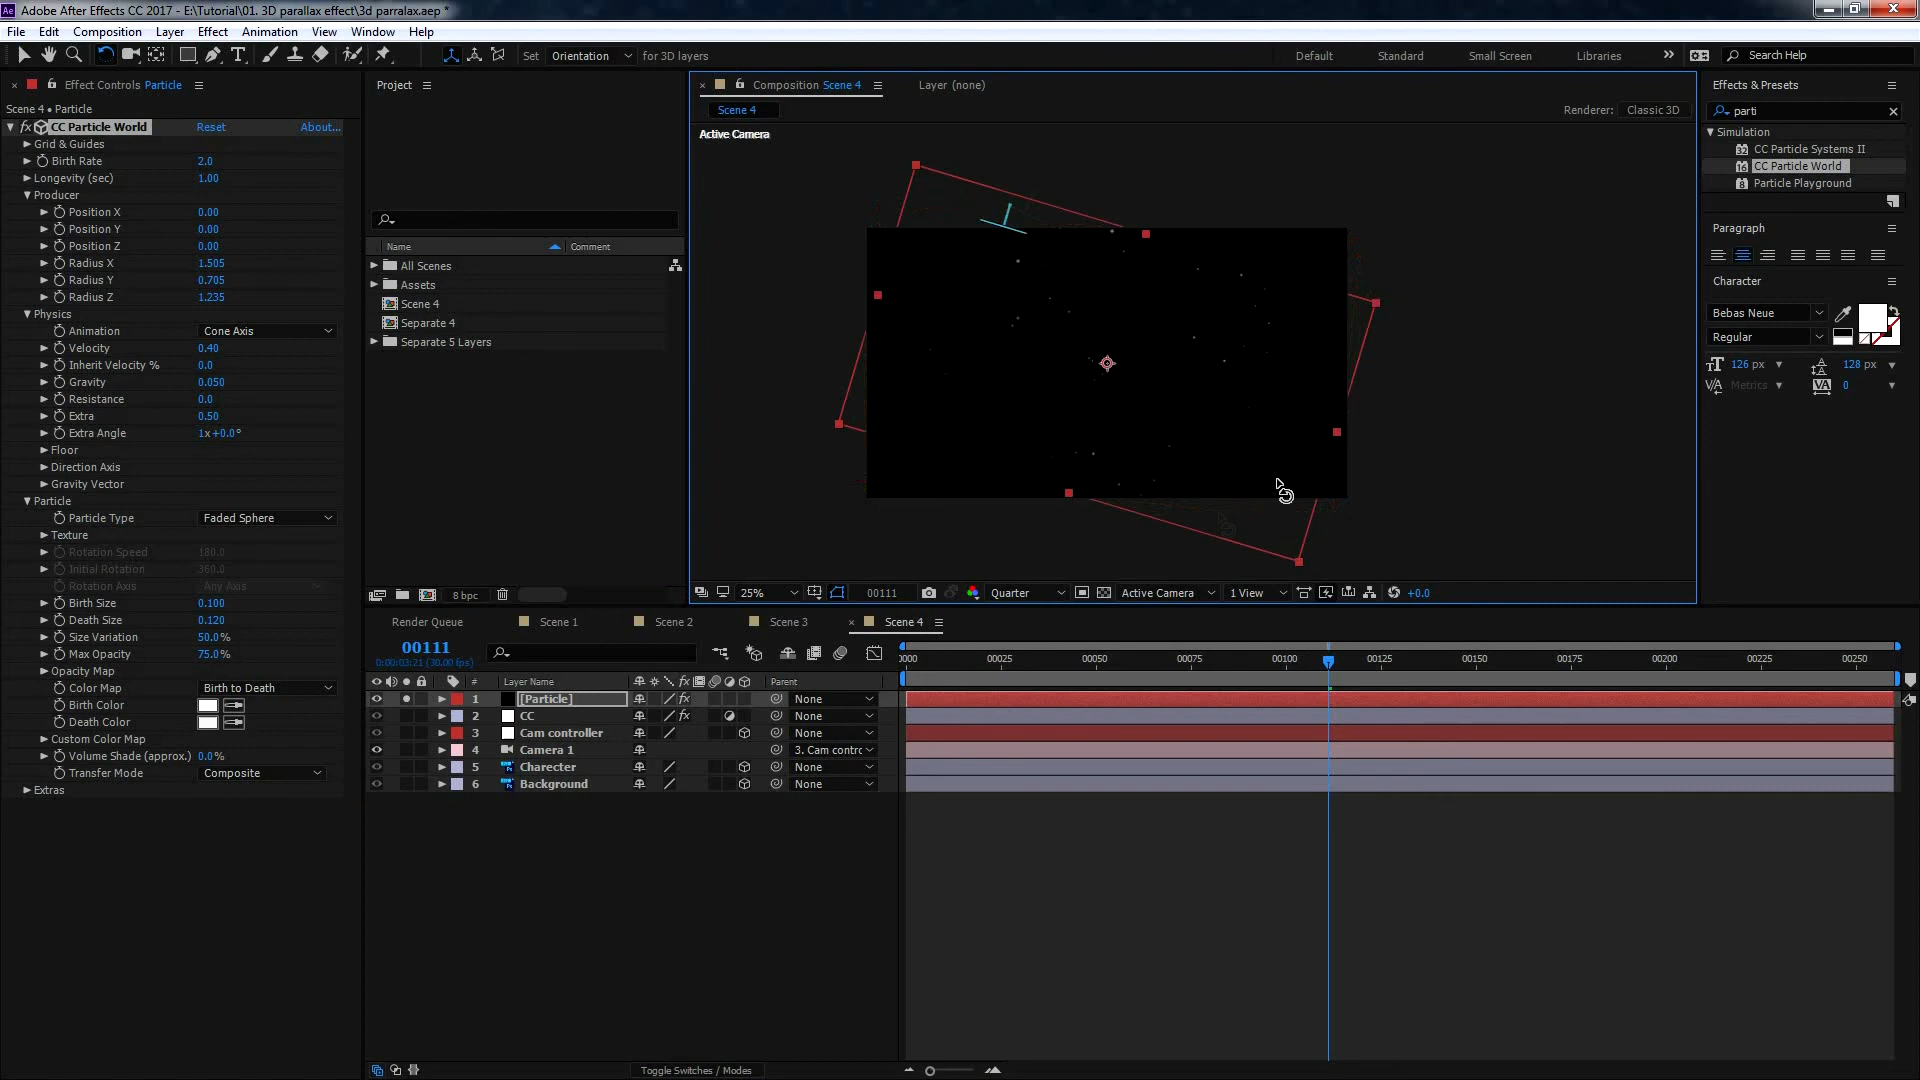 Adobe After Effects CC 2017 - E:\Tutorial\01. 3D parallax effect\3d parralax.aep *
File Edit Composition Layer Effect Animation View Window Help
Set Orientation for 3D layers
Default Standard Small Screen Libraries Search Help
Effect Controls Particle
Scene 4 • Particle
CC Particle World Reset About...
Grid & Guides
Birth Rate 2.0
Longevity (sec) 1.00
Producer
Position X 0.00
Position Y 0.00
Position Z 0.00
Radius X 1.505
Radius Y 0.705
Radius Z 1.235
Physics
Animation Cone Axis
Velocity 0.40
Inherit Velocity % 0.0
Gravity 0.050
Resistance 0.0
Extra 0.50
Extra Angle 1x+0.0°
Floor
Direction Axis
Gravity Vector
Particle
Particle Type Faded Sphere
Texture
Rotation Speed 180.0
Initial Rotation 360.0
Rotation Axis Any Axis
Birth Size 0.100
Death Size 0.120
Size Variation 50.0%
Max Opacity 75.0%
Opacity Map
Color Map Birth to Death
Birth Color
Death Color
Custom Color Map
Volume Shade (approx.) 0.0%
Transfer Mode Composite
Extras
Project
Name Comment
All Scenes
Assets
Scene 4
Separate 4
Separate 5 Layers
8 bpc
Composition Scene 4 Layer (none)
Scene 4 Renderer: Classic 3D
Active Camera
25% 00111 Quarter Active Camera 1 View +0.0
Effects & Presets
parti
Simulation
CC Particle Systems II
CC Particle World
Particle Playground
Paragraph
Character
Bebas Neue
Regular
126 px 128 px
Metrics 0
Render Queue Scene 1 Scene 2 Scene 3 Scene 4
00111
0:00:03:21 (30.00 fps)
0000 00025 00050 00075 00100 00125 00150 00175 00200 00225 00250
# Layer Name Parent
1 [Particle] None
2 CC None
3 Cam controller None
4 Camera 1 3. Cam contrc
5 Charecter None
6 Background None
Toggle Switches / Modes